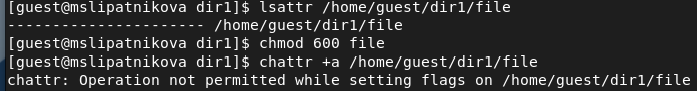 [guest@mslipatnikova dir1]$ lsattr /home/guest/dir1/file
---------------------- /home/guest/dir1/file
[guest@mslipatnikova dir1]$ chmod 600 file
[guest@mslipatnikova dir1]$ chattr +a /home/guest/dir1/file
chattr: Operation not permitted while setting flags on /home/guest/dir1/file